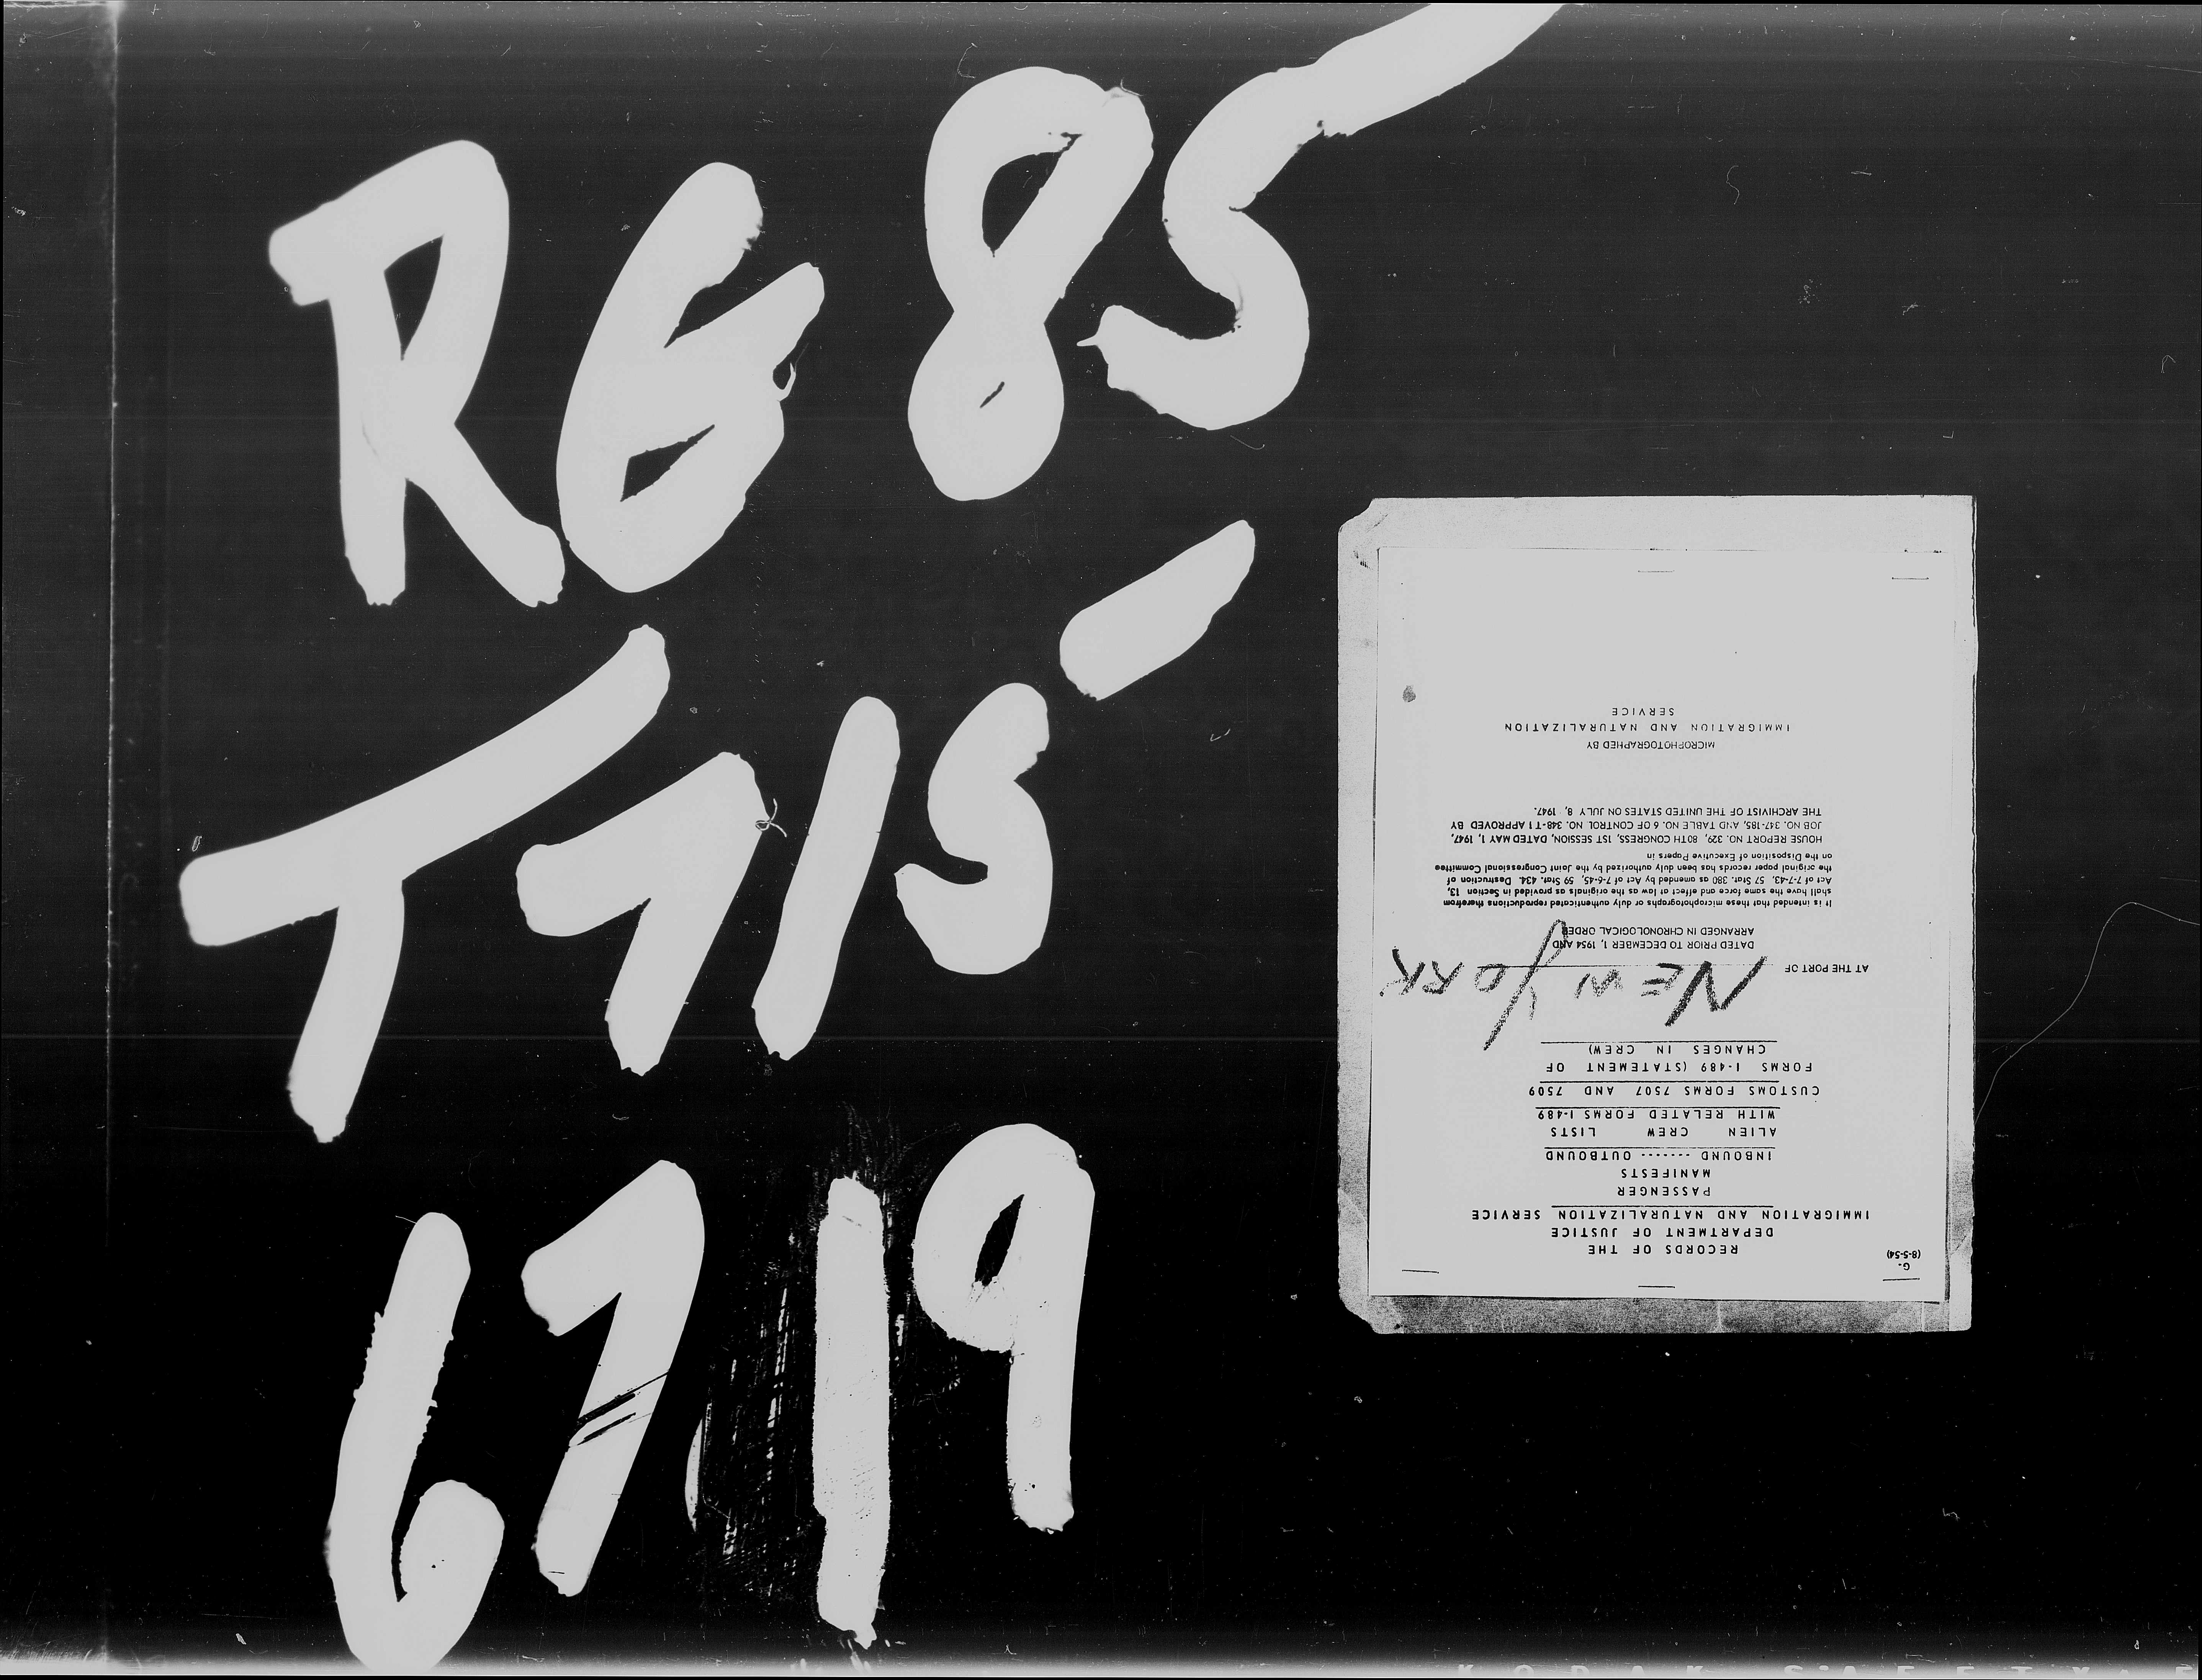 RG 85
T715
6719
G-
(8-5-54)
RECORDS OF THE
DEPARTMENT OF JUSTICE
IMMIGRATION AND NATURALIZATION SERVICE
PASSENGER
MANIFESTS
INBOUND ------- OUTBOUND
ALIEN CREW LISTS
WITH RELATED FORMS I-489
CUSTOMS FORMS 7507 AND 7509
FORMS I-489 (STATEMENT OF
CHANGES IN CREW)
AT THE PORT OF NEW YORK
DATED PRIOR TO DECEMBER 1, 1954 AND
ARRANGED IN CHRONOLOGICAL ORDER
It is intended that these microphotographs or duly authenticated reproductions therefrom
shall have the same force and effect of law as the originals as provided in Section 13,
Act of 7-7-43, 57 Stat. 380 as amended by Act of 7-6-45, 59 Stat. 434. Destruction of
the original paper records has been duly authorized by the Joint Congressional Committee
on the Disposition of Executive Papers in
HOUSE REPORT NO. 329, 80TH CONGRESS, 1ST SESSION, DATED MAY 1, 1947,
JOB NO. 347-185, AND TABLE NO. 6 OF CONTROL NO. 348-T1 APPROVED BY
THE ARCHIVIST OF THE UNITED STATES ON JULY 8, 1947.
MICROPHOTOGRAPHED BY
IMMIGRATION AND NATURALIZATION
SERVICE